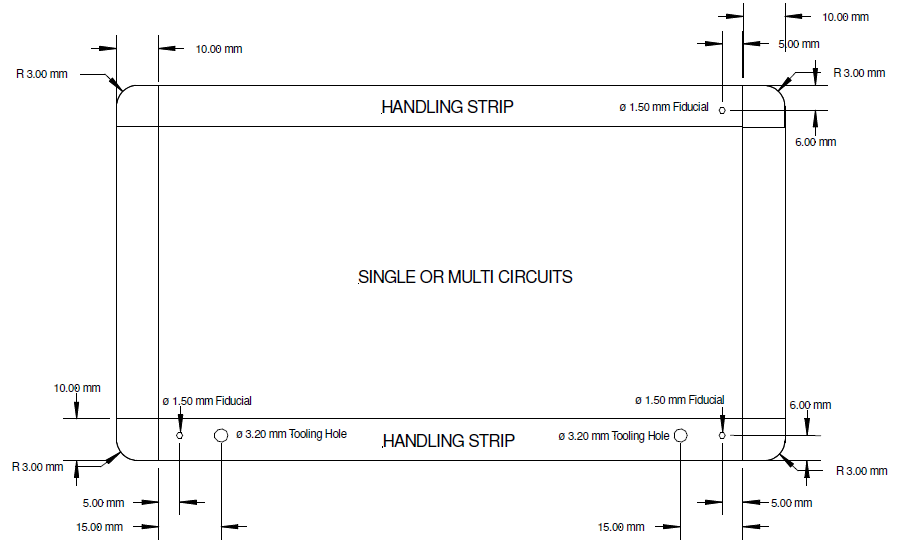 10.00 mm
10.00 mm
5.00 mm
R 3.00 mm
R 3.00 mm
HANDLING STRIP
ø 1.50 mm Fiducial
6.00 mm
SINGLE OR MULTI CIRCUITS
10.00 mm
ø 1.50 mm Fiducial
ø 1.50 mm Fiducial
6.00 mm
ø 3.20 mm Tooling Hole
HANDLING STRIP
ø 3.20 mm Tooling Hole
R 3.00 mm
R 3.00 mm
5.00 mm
5.00 mm
15.00 mm
15.00 mm